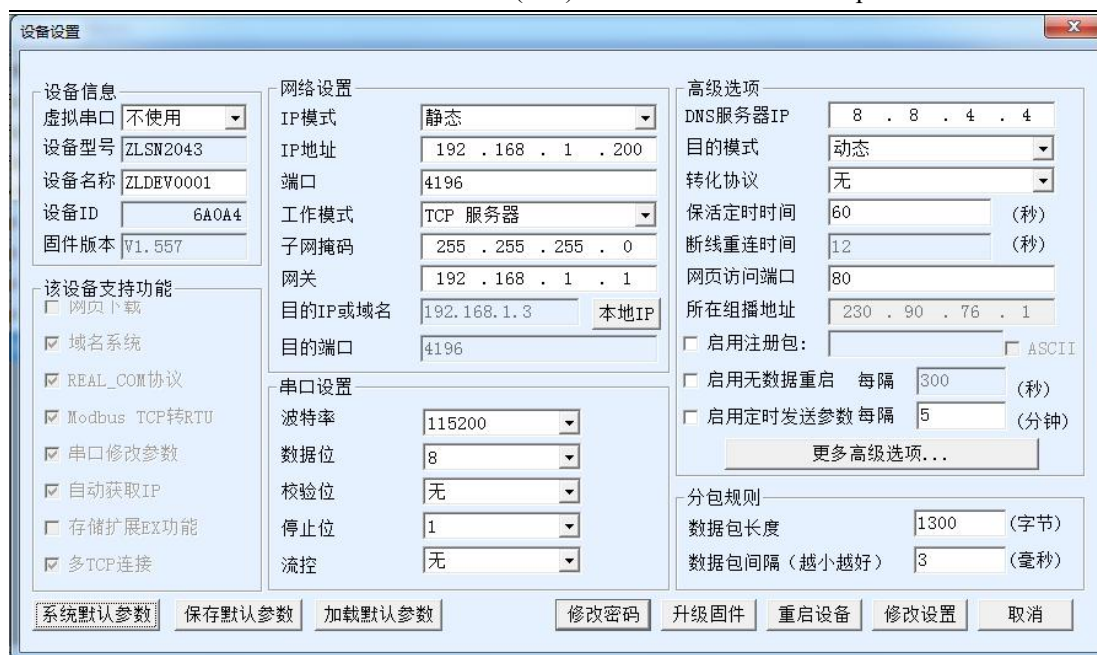 设备设置
设备信息
虚拟串口 不使用
设备型号 ZLSN2043
设备名称 ZLDEV0001
设备ID 6A0A4
固件版本 V1.557
该设备支持功能
网页下载
域名系统
REAL_COM协议
Modbus TCP转RTU
串口修改参数
自动获取IP
存储扩展EX功能
多TCP连接
网络设置
IP模式 静态
IP地址 192 . 168 . 1 . 200
端口 4196
工作模式 TCP 服务器
子网掩码 255 . 255 . 255 . 0
网关 192 . 168 . 1 . 1
目的IP或域名 192.168.1.3 本地IP
目的端口 4196
串口设置
波特率 115200
数据位 8
校验位 无
停止位 1
流控 无
高级选项
DNS服务器IP 8 . 8 . 4 . 4
目的模式 动态
转化协议 无
保活定时时间 60 (秒)
断线重连时间 12 (秒)
网页访问端口 80
所在组播地址 230 . 90 . 76 . 1
启用注册包: ASCII
启用无数据重启 每隔 300 (秒)
启用定时发送参数 每隔 5 (分钟)
更多高级选项...
分包规则
数据包长度 1300 (字节)
数据包间隔（越小越好） 3 (毫秒)
系统默认参数 保存默认参数 加载默认参数 修改密码 升级固件 重启设备 修改设置 取消